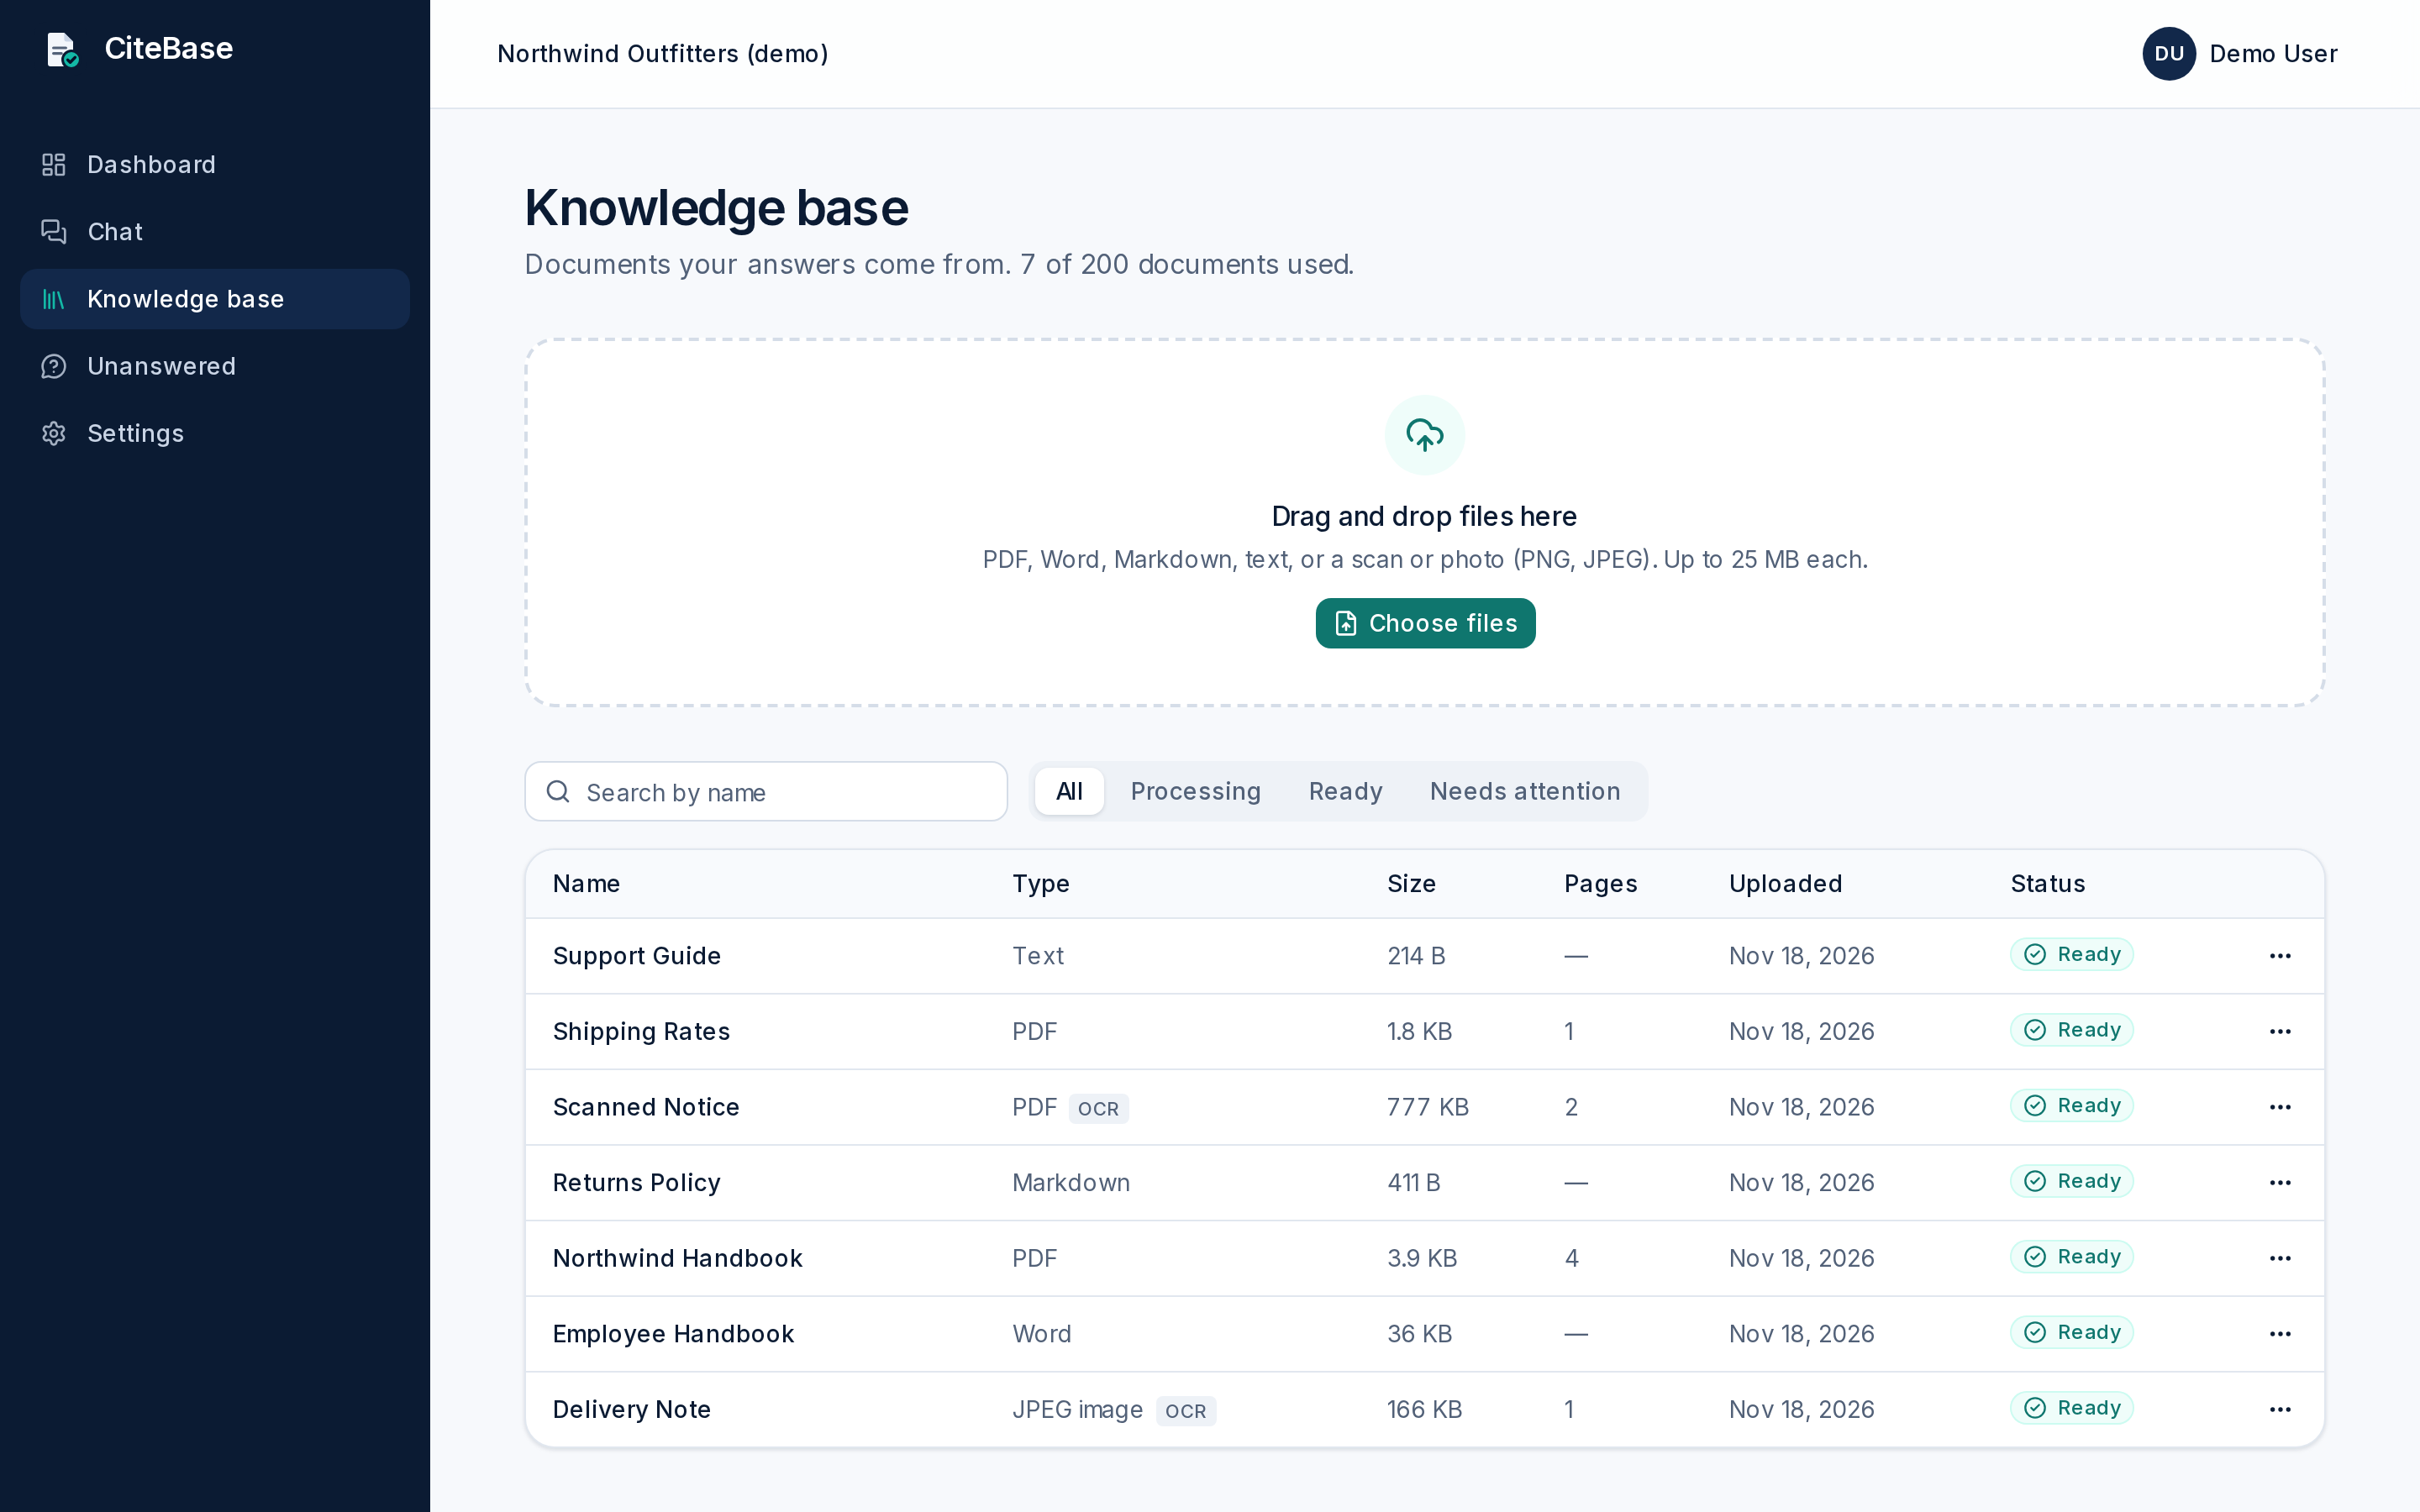 CiteBase
Northwind Outfitters (demo)
DU
Demo User
Dashboard
Chat
Knowledge base
Unanswered
Settings
Knowledge base
Documents your answers come from. 7 of 200 documents used.
Drag and drop files here
PDF, Word, Markdown, text, or a scan or photo (PNG, JPEG). Up to 25 MB each.
Choose files
Search by name
All Processing Ready Needs attention
Name Type Size Pages Uploaded Status
Support Guide Text 214 B — Nov 18, 2026 Ready
Shipping Rates PDF 1.8 KB 1 Nov 18, 2026 Ready
Scanned Notice PDF OCR 777 KB 2 Nov 18, 2026 Ready
Returns Policy Markdown 411 B — Nov 18, 2026 Ready
Northwind Handbook PDF 3.9 KB 4 Nov 18, 2026 Ready
Employee Handbook Word 36 KB — Nov 18, 2026 Ready
Delivery Note JPEG image OCR 166 KB 1 Nov 18, 2026 Ready